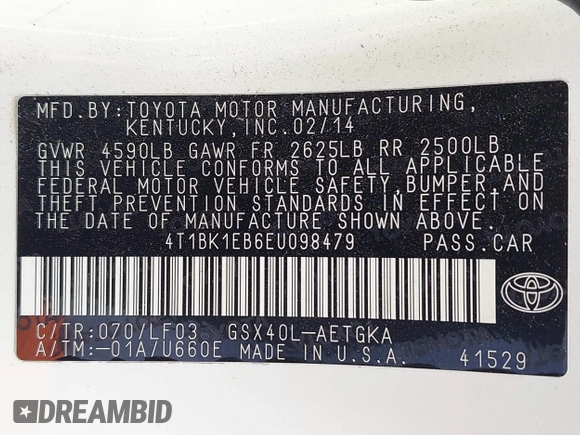 MFD.BY:TOYOTA MOTOR MANUFACTURING,
KENTUCKY,INC.02/14
GVWR 4590LB GAWR FR 2625LB RR 2500LB
THIS VEHICLE CONFORMS TO ALL APPLICABLE
FEDERAL MOTOR VEHICLE SAFETY,BUMPER,AND
THEFT PREVENTION STANDARDS IN EFFECT ON
THE DATE OF MANUFACTURE SHOWN ABOVE.
4T1BK1EB6EU098479 PASS.CAR
C/TR:070/LF03 GSX40L-AETGKA
A/TM:-01A/U660E MADE IN U.S.A. 41529
DREAMBID